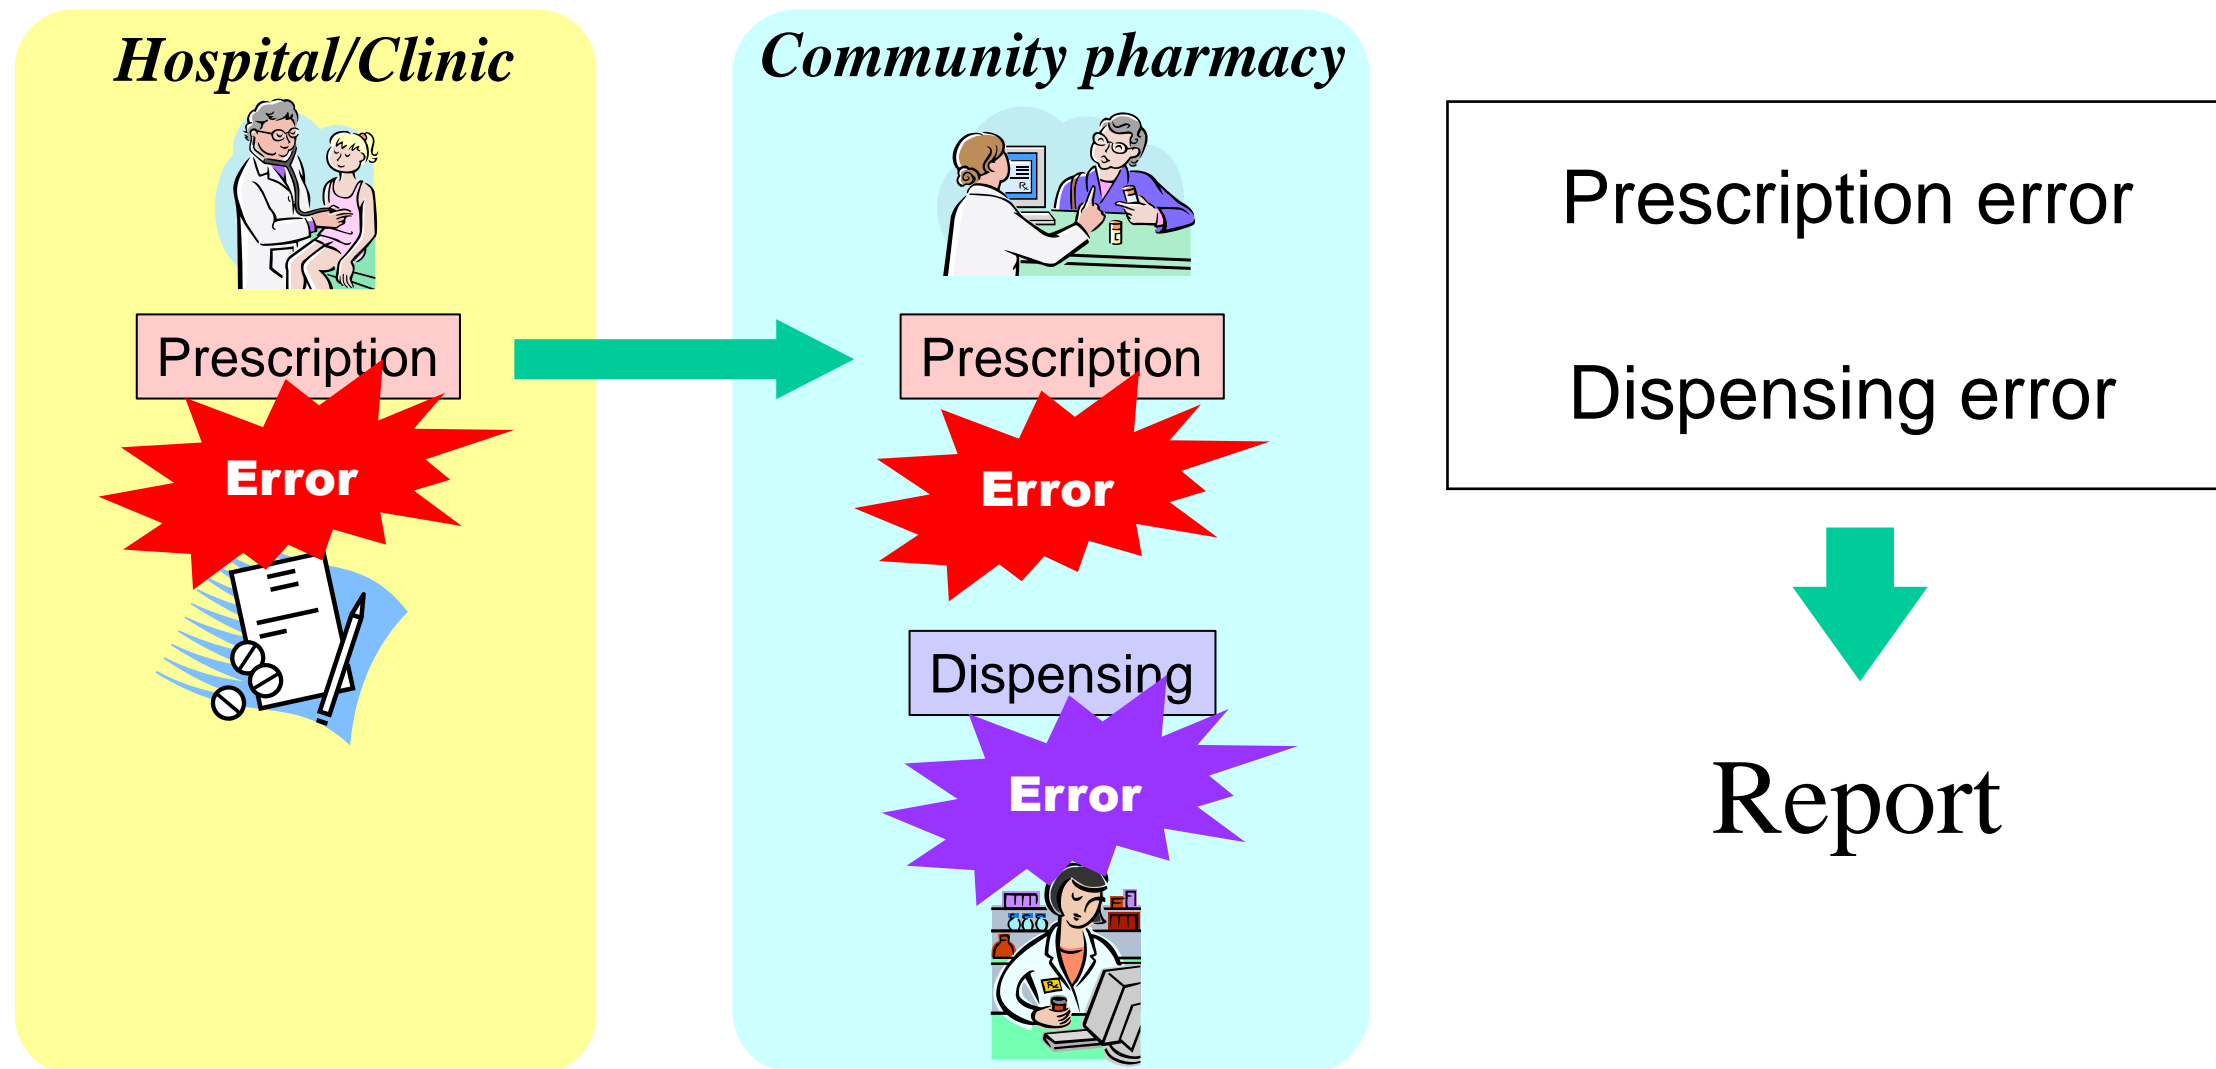 Hospital/Clinic
Prescription
Error
Community pharmacy
Prescription
Error
Dispensing
Error
Prescription error
Dispensing error
Report